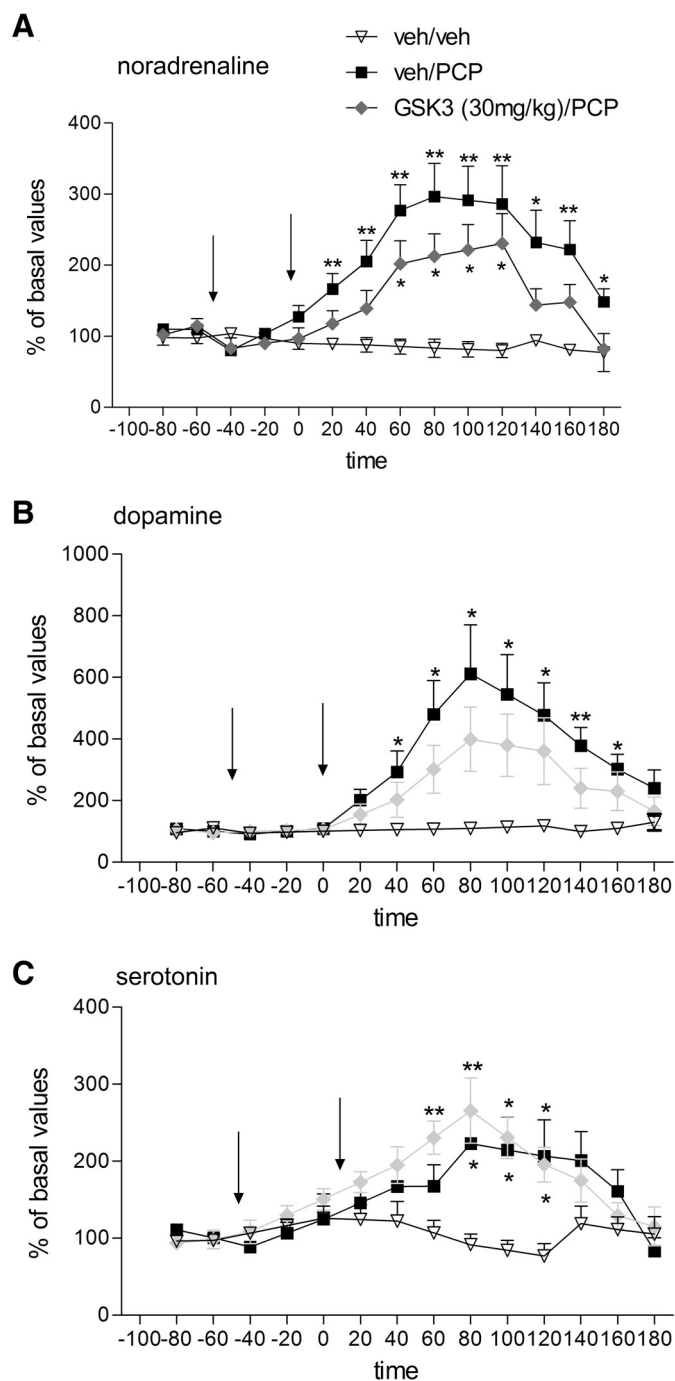 A
noradrenaline
veh/veh
veh/PCP
GSK3 (30mg/kg)/PCP
% of basal values
400
300
200
100
0
** ** ** **
** ** * **
* * * * *
-100 -80 -60 -40 -20 0 20 40 60 80 100 120 140 160 180
time
B
dopamine
% of basal values
1000
800
600
400
200
0
* * * * * ** *
-100 -80 -60 -40 -20 0 20 40 60 80 100 120 140 160 180
time
C
serotonin
% of basal values
400
300
200
100
0
** ** * *
* * *
-100 -80 -60 -40 -20 0 20 40 60 80 100 120 140 160 180
time